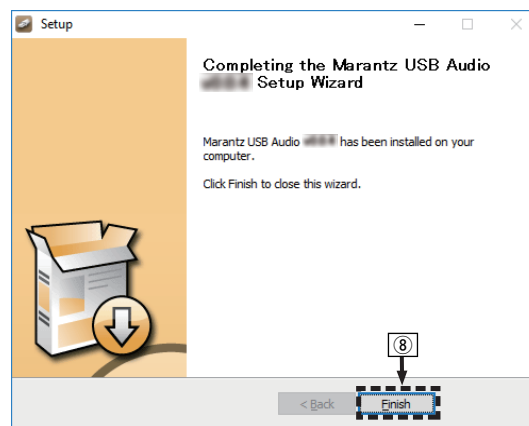 Setup
Completing the Marantz USB Audio
Setup Wizard
Marantz USB Audio has been installed on your
computer.
Click Finish to close this wizard.
⑧
< Back
Finish